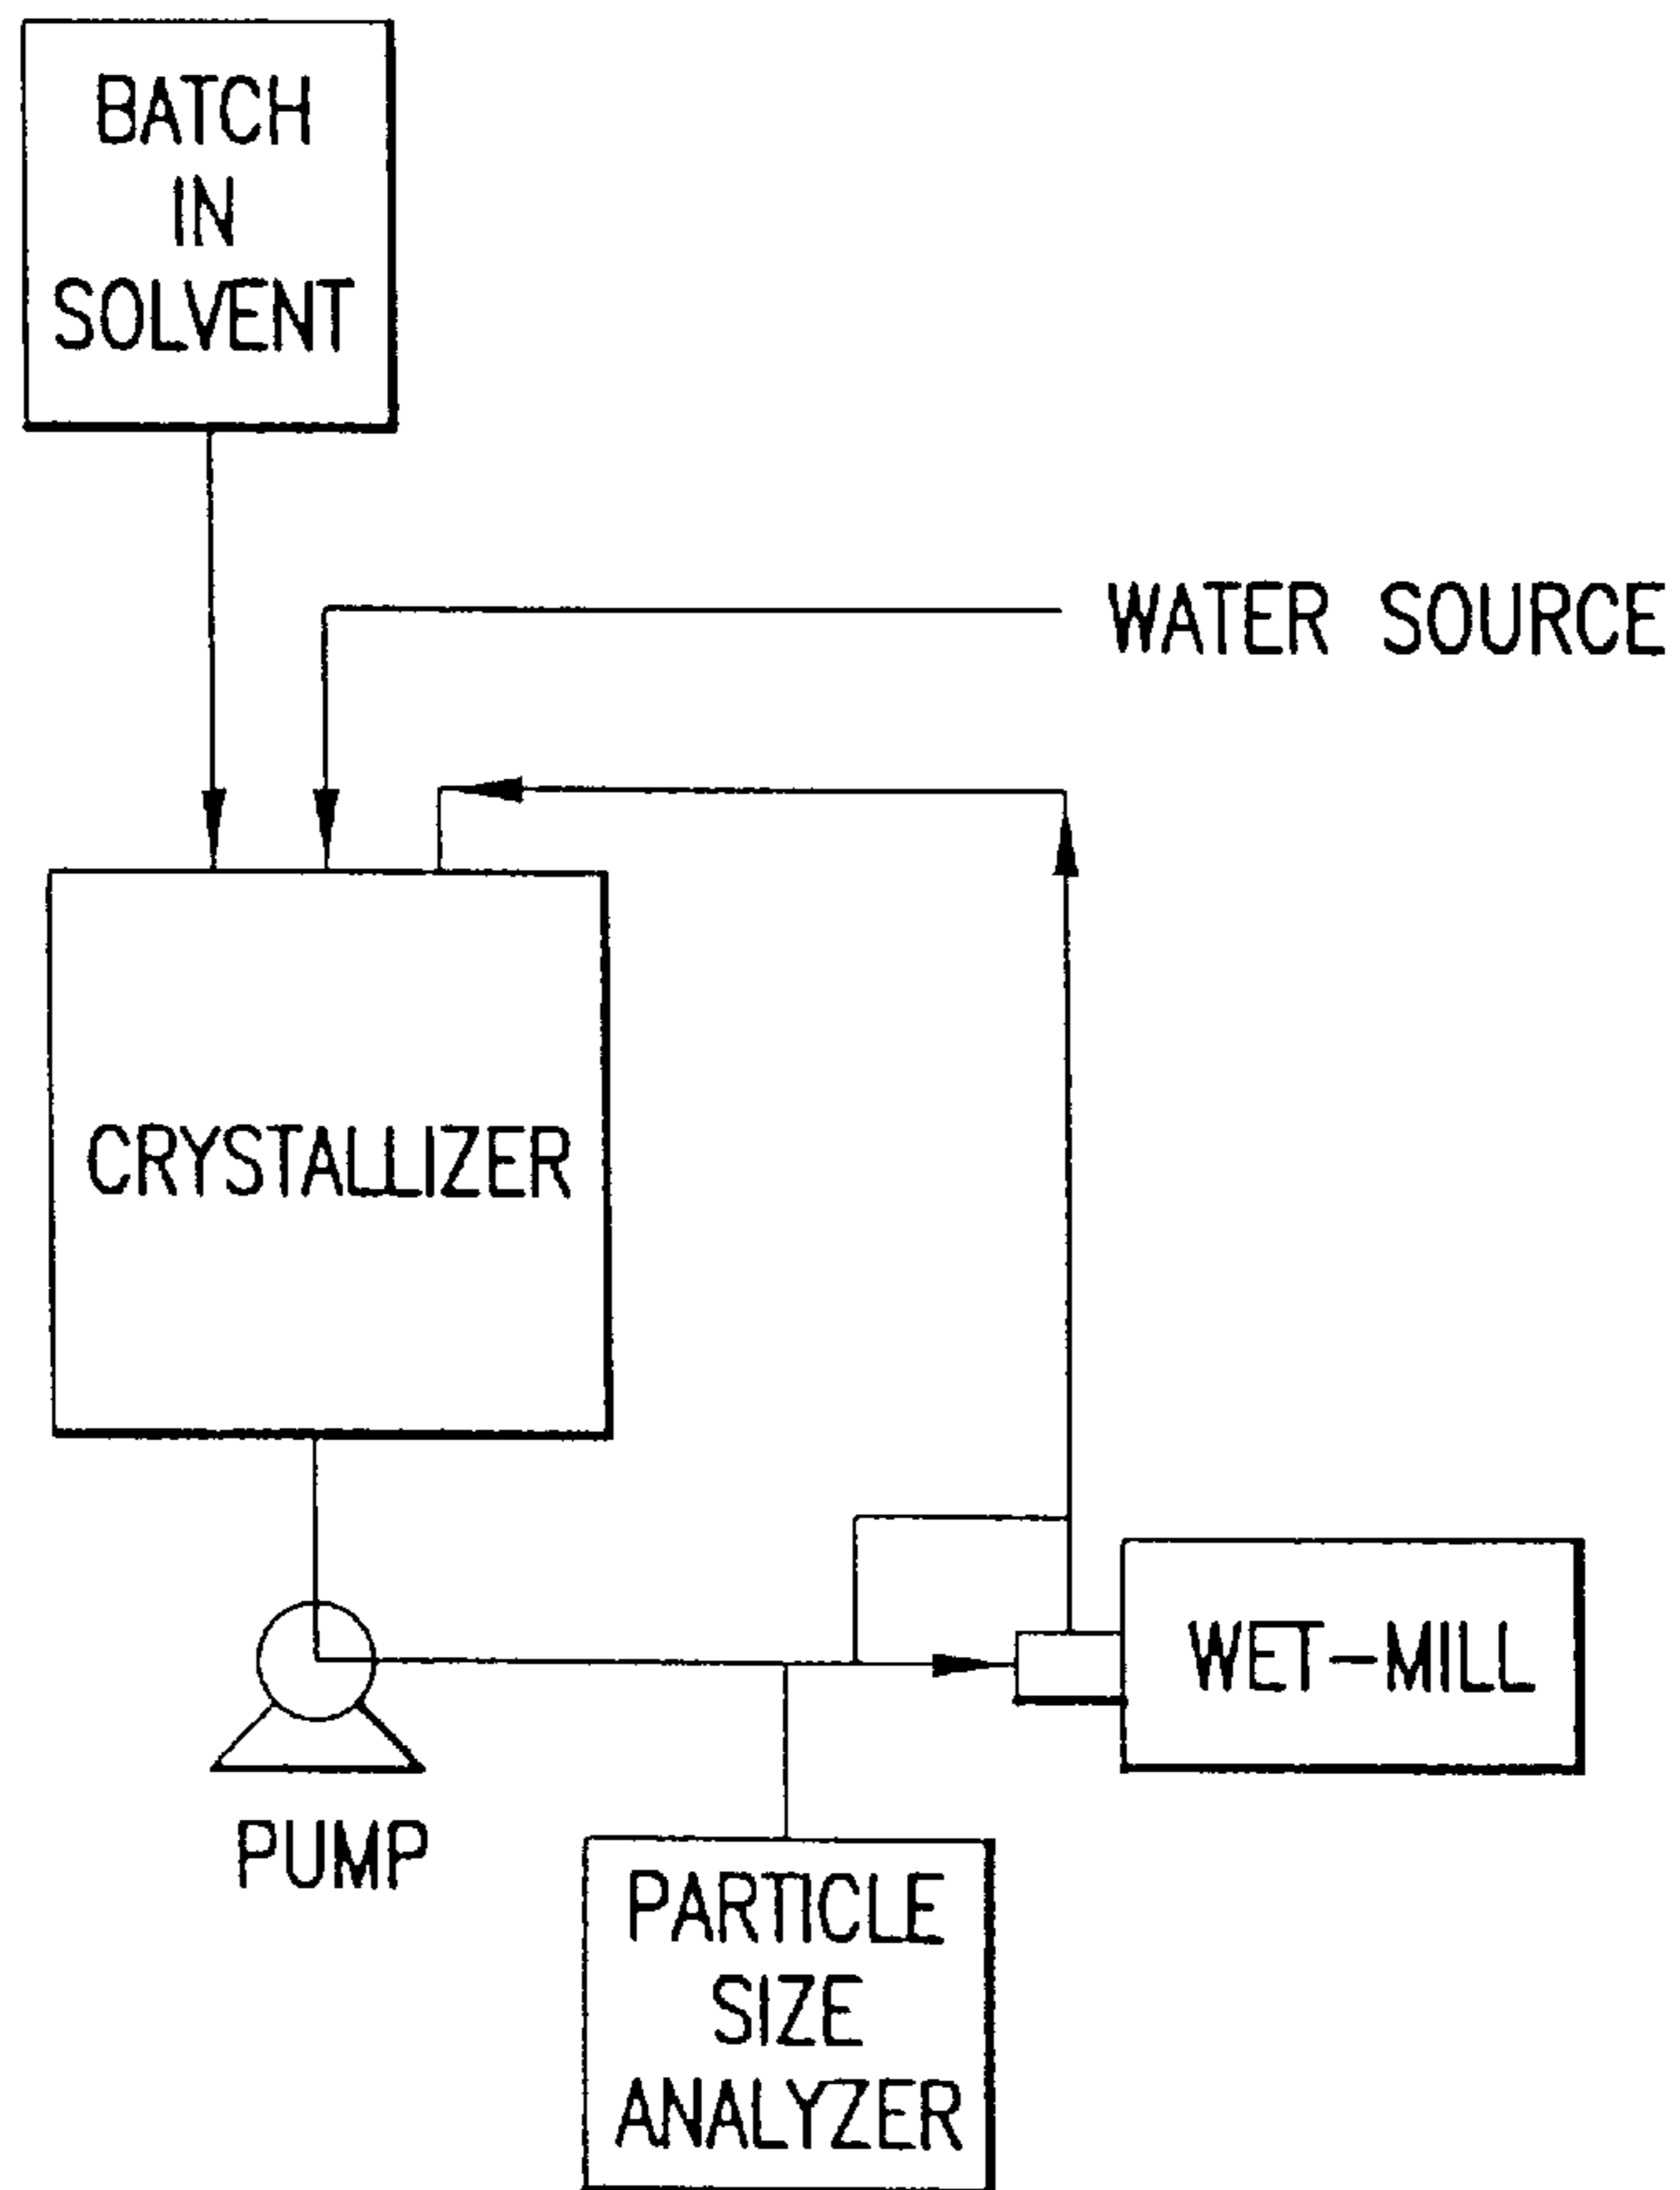 BATCH
IN
SOLVENT
WATER SOURCE
CRYSTALLIZER
WET-MILL
PUMP
PARTICLE
SIZE
ANALYZER